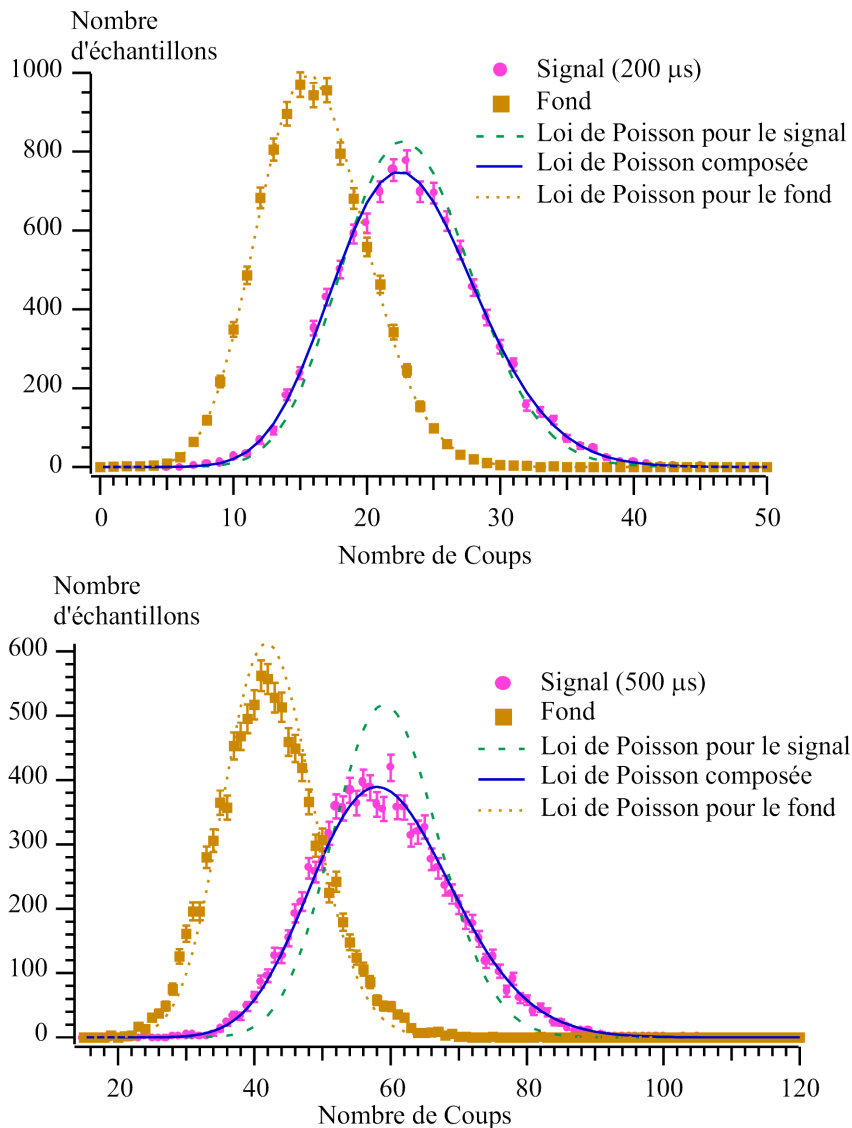 Nombre
d'échantillons
1000
800
600
400
200
0
Signal (200 μs)
Fond
Loi de Poisson pour le signal
Loi de Poisson composée
Loi de Poisson pour le fond
0 10 20 30 40 50
Nombre de Coups
Nombre
d'échantillons
600
500
400
300
200
100
0
Signal (500 μs)
Fond
Loi de Poisson pour le signal
Loi de Poisson composée
Loi de Poisson pour le fond
20 40 60 80 100 120
Nombre de Coups